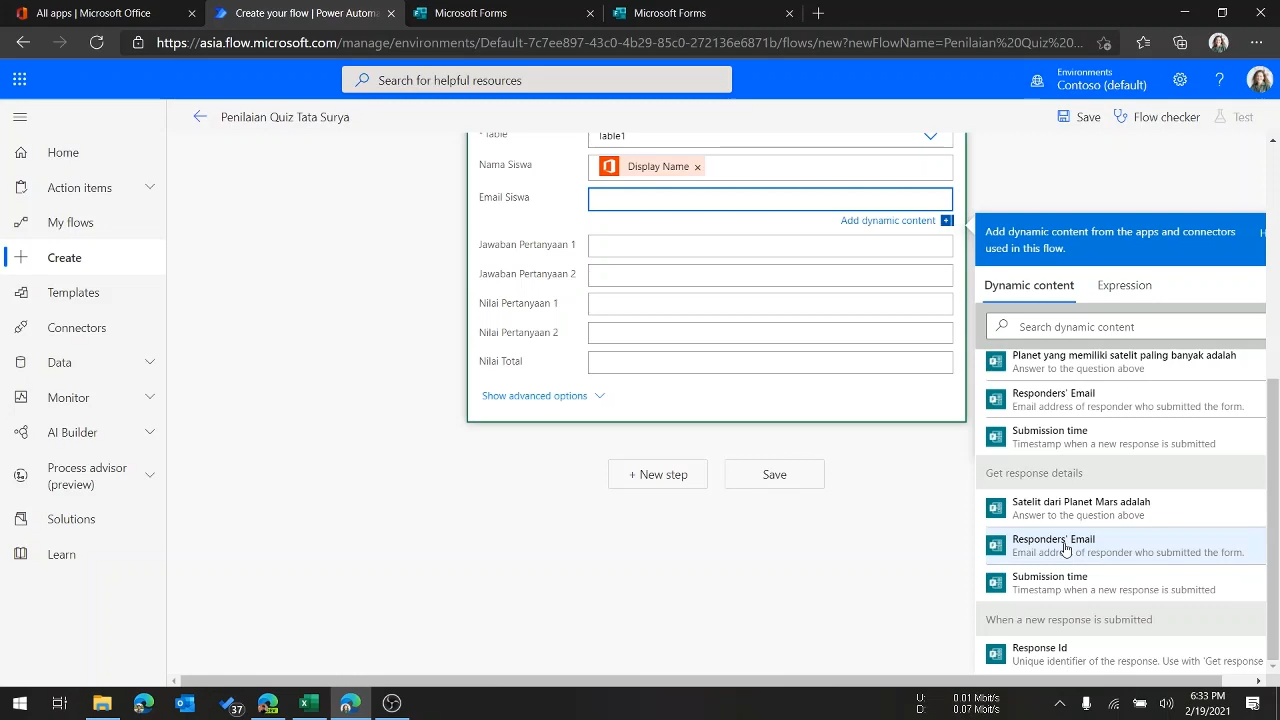 All apps | Microsoft Office
Create your flow | Power Automa
Microsoft Forms
Microsoft Forms
https://asia.flow.microsoft.com/manage/environments/Default-7c7ee897-43c0-4b29-85c0-272136e6871b/flows/new?newFlowName=Penilaian%20Quiz%20...
Search for helpful resources
Environments
Contoso (default)
Penilaian Quiz Tata Surya
Save
Flow checker
Test
Home
Action items
My flows
Create
Templates
Connectors
Data
Monitor
AI Builder
Process advisor
(preview)
Solutions
Learn
* Table
Table1
Nama Siswa
Display Name ×
Email Siswa
Add dynamic content
Jawaban Pertanyaan 1
Jawaban Pertanyaan 2
Nilai Pertanyaan 1
Nilai Pertanyaan 2
Nilai Total
Show advanced options
+ New step
Save
Add dynamic content from the apps and connectors
used in this flow.
H
Dynamic content
Expression
Search dynamic content
Planet yang memiliki satelit paling banyak adalah
Answer to the question above
Responders' Email
Email address of responder who submitted the form.
Submission time
Timestamp when a new response is submitted
Get response details
Satelit dari Planet Mars adalah
Answer to the question above
Responders' Email
Email address of responder who submitted the form.
Submission time
Timestamp when a new response is submitted
When a new response is submitted
Response Id
Unique identifier of the response. Use with 'Get response
37
U: 0.01 Mbit/s
D: 0.07 Mbit/s
6:33 PM
2/19/2021